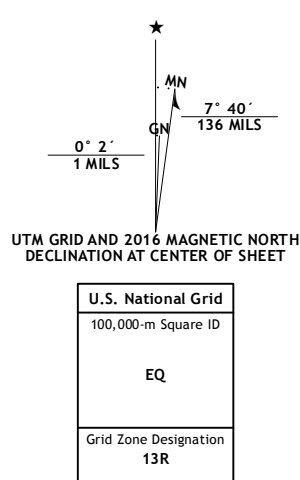 ★
MN
7° 40´
136 MILS
GN
0° 2´
1 MILS
UTM GRID AND 2016 MAGNETIC NORTH
DECLINATION AT CENTER OF SHEET
U.S. National Grid
100,000-m Square ID
EQ
Grid Zone Designation
13R